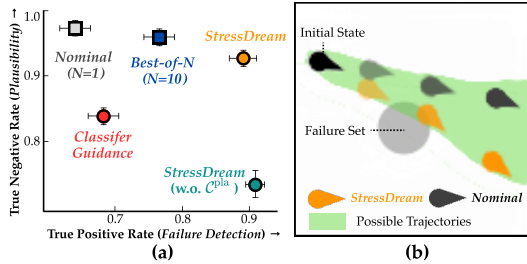 True Negative Rate (Plausibility) →
1.0
0.9
0.8
Nominal
(N=1)
Best-of-N
(N=10)
StressDream
Classifer
Guidance
StressDream
(w.o. 𝒞ᵖˡᵃ )
0.7
0.8
0.9
True Positive Rate (Failure Detection) →
(a)
Initial State
Failure Set
StressDream
Nominal
Possible Trajectories
(b)